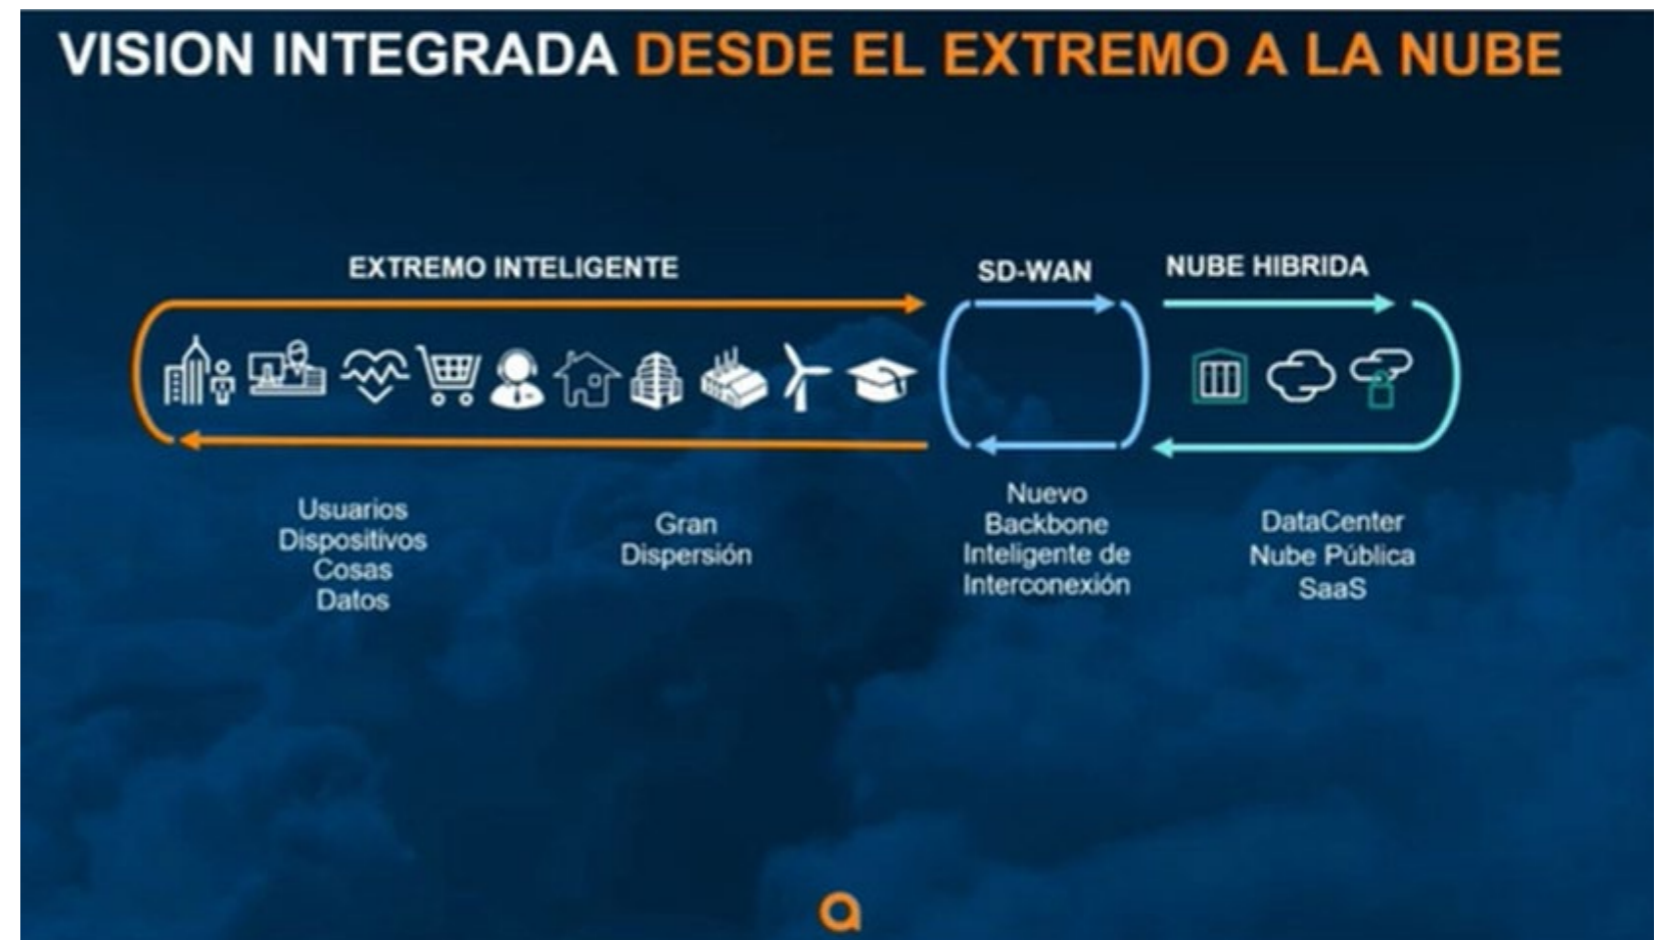 VISION INTEGRADA DESDE EL EXTREMO A LA NUBE
EXTREMO INTELIGENTE
SD-WAN
NUBE HIBRIDA
Usuarios
Dispositivos
Cosas
Datos
Gran
Dispersión
Nuevo
Backbone
Inteligente de
Interconexión
DataCenter
Nube Pública
SaaS